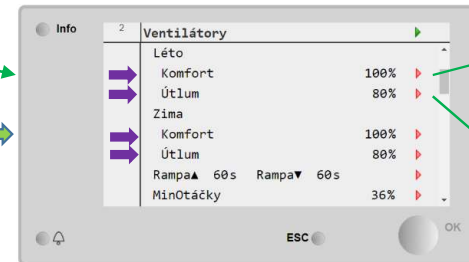 Info
2 Ventilátory
Léto
Komfort 100%
Útlum 80%
Zima
Komfort 100%
Útlum 80%
Rampa▲ 60s Rampa▼ 60s
MinOtáčky 36%
ESC
OK